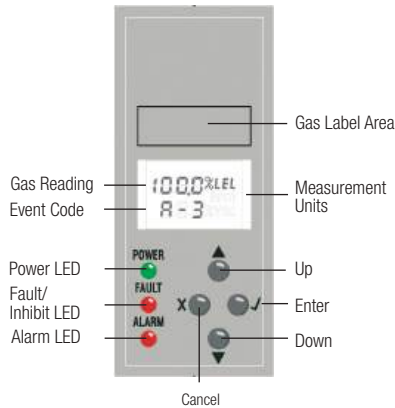 Gas Label Area
Gas Reading
100.0%LEL
Measurement Units
Event Code
A-3
POWER
Power LED
Up
FAULT
Fault/
Inhibit LED
X
✓
Enter
ALARM
Alarm LED
Down
Cancel